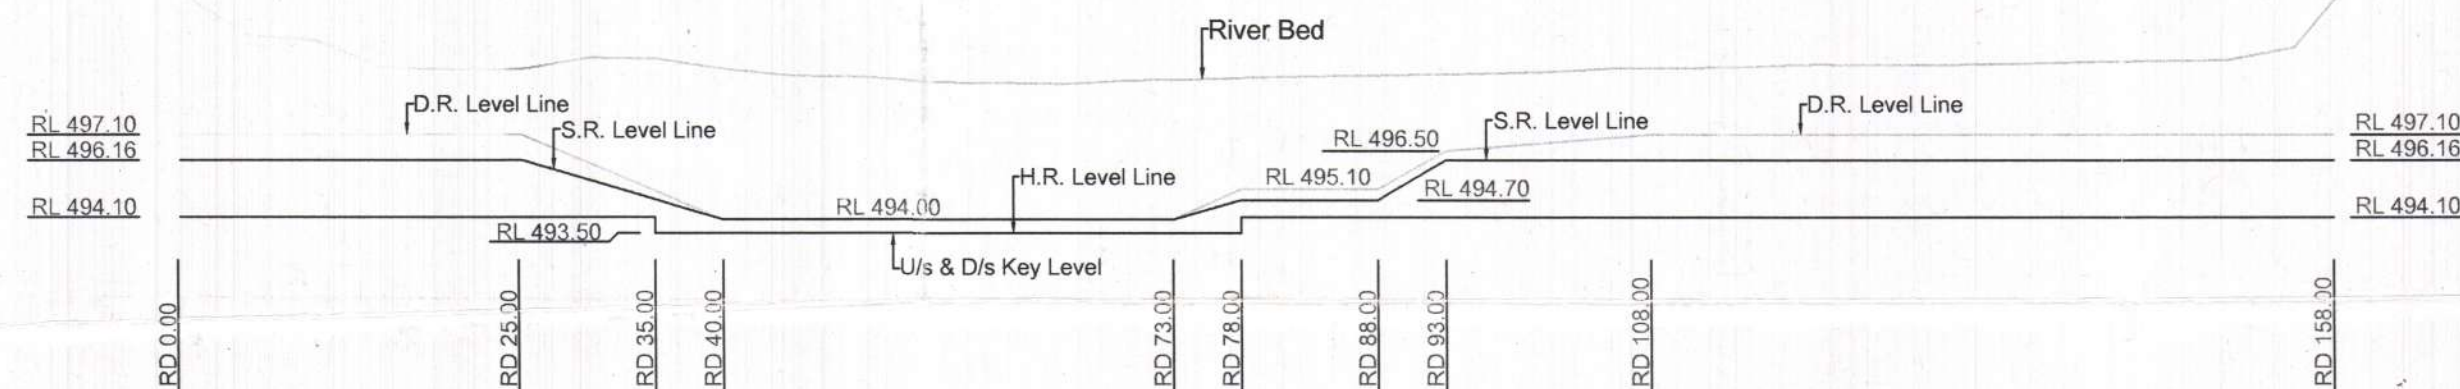 River Bed
D.R. Level Line
S.R. Level Line
RL 497.10
RL 496.16
RL 494.10
RL 493.50
RL 494.00
H.R. Level Line
U/s & D/s Key Level
RL 496.50
RL 495.10
RL 494.70
S.R. Level Line
D.R. Level Line
RL 497.10
RL 496.16
RL 494.10
RD 0.00
RD 25.00
RD 35.00
RD 40.00
RD 73.00
RD 78.00
RD 88.00
RD 93.00
RD 108.00
RD 158.00